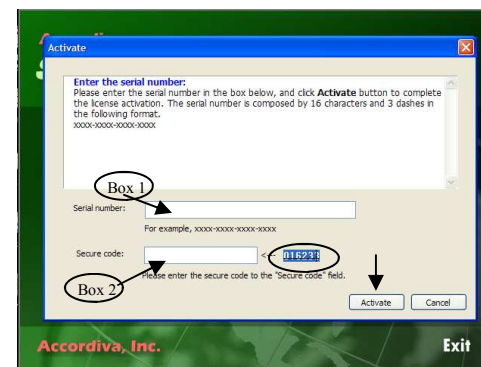 Activate
Enter the serial number:
Please enter the serial number in the box below, and click Activate button to complete
the license activation. The serial number is composed by 16 characters and 3 dashes in
the following format.
xxxx-xxxx-xxxx-xxxx
Box 1
Serial number:
For example, xxxx-xxxx-xxxx-xxxx
Secure code:
<--- 016233
Please enter the secure code to the "Secure code" field.
Box 2
Activate
Cancel
Accordiva, Inc.
Exit